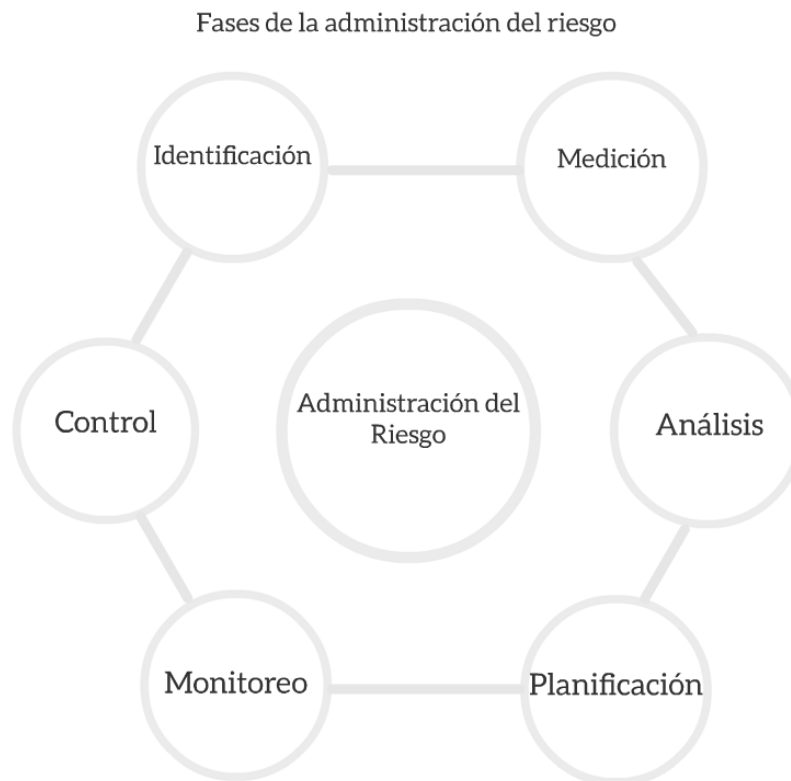 Fases de la administración del riesgo
Identificación
Medición
Control
Administración del
Riesgo
Análisis
Monitoreo
Planificación